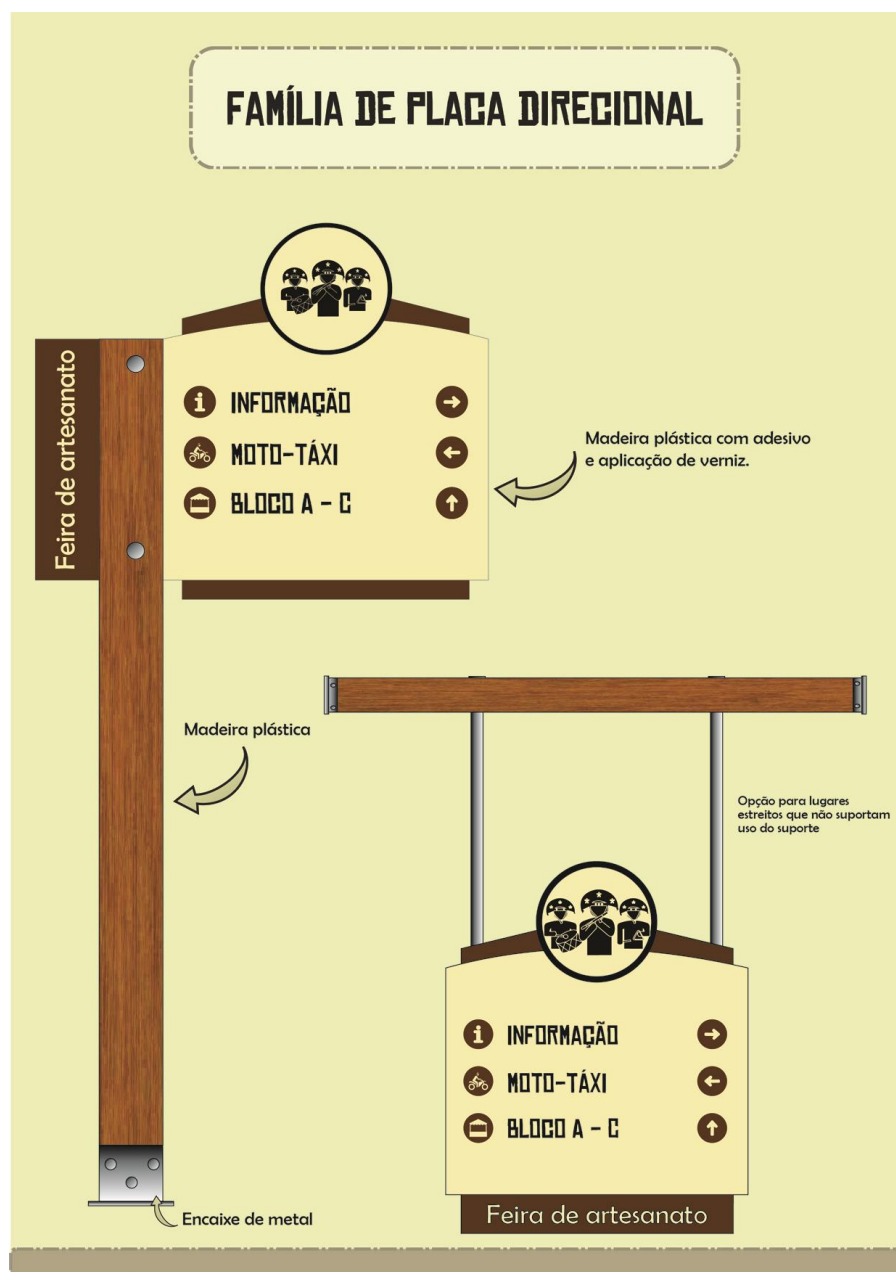 FAMÍLIA DE PLACA DIRECIONAL
Feira de artesanato
INFORMAÇÃO
MOTO-TÁXI
BLOCO A - C
Madeira plástica com adesivo
e aplicação de verniz.
Madeira plástica
Opção para lugares
estreitos que não suportam
uso do suporte
INFORMAÇÃO
MOTO-TÁXI
BLOCO A - C
Feira de artesanato
Encaixe de metal